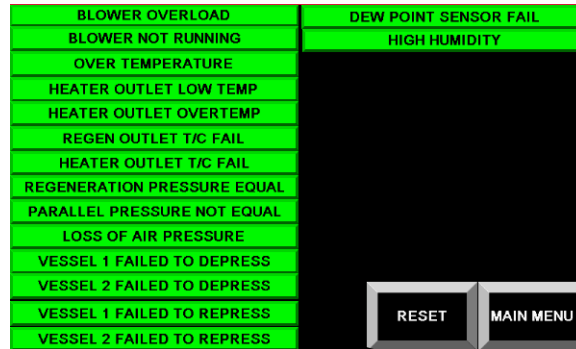 BLOWER OVERLOAD
BLOWER NOT RUNNING
OVER TEMPERATURE
HEATER OUTLET LOW TEMP
HEATER OUTLET OVERTEMP
REGEN OUTLET T/C FAIL
HEATER OUTLET T/C FAIL
REGENERATION PRESSURE EQUAL
PARALLEL PRESSURE NOT EQUAL
LOSS OF AIR PRESSURE
VESSEL 1 FAILED TO DEPRESS
VESSEL 2 FAILED TO DEPRESS
VESSEL 1 FAILED TO REPRESS
VESSEL 2 FAILED TO REPRESS
DEW POINT SENSOR FAIL
HIGH HUMIDITY
RESET
MAIN MENU